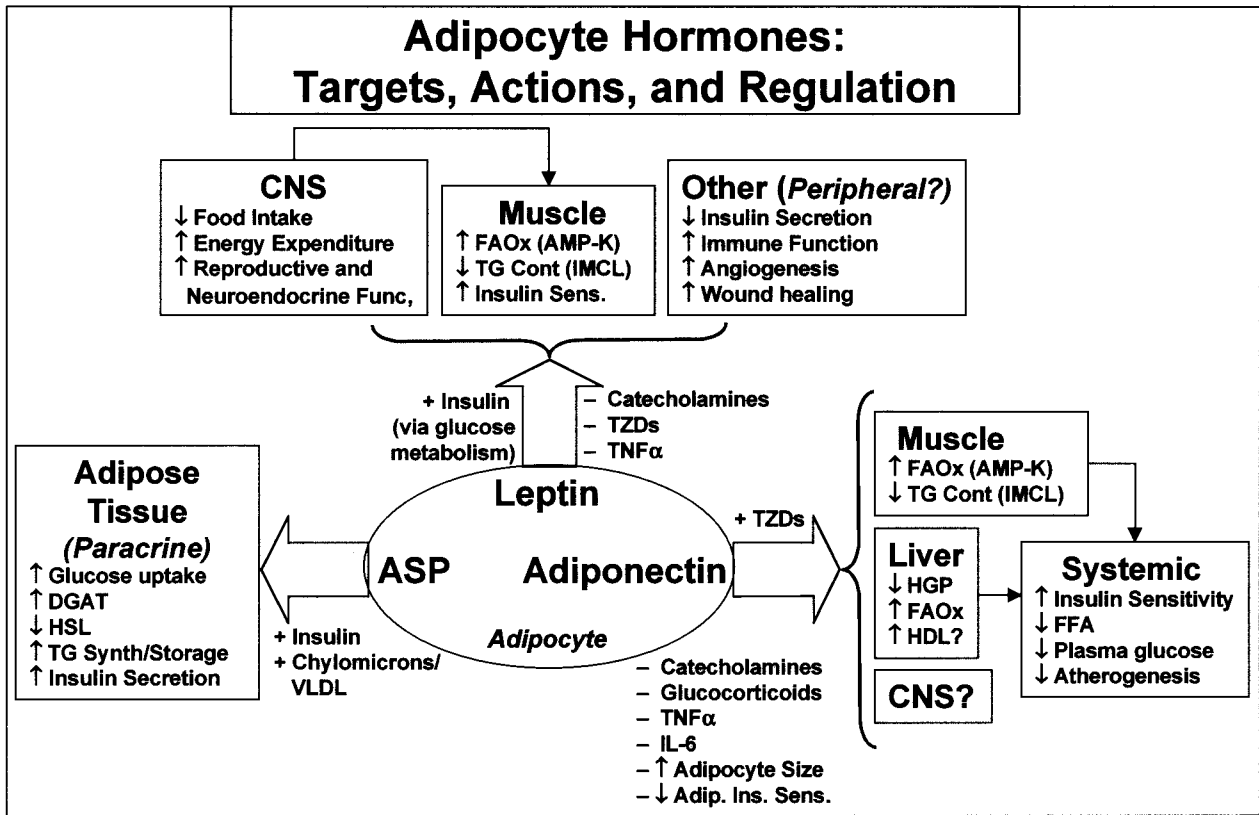 Adipocyte Hormones:
Targets, Actions, and Regulation
CNS
↓ Food Intake
↑ Energy Expenditure
↑ Reproductive and
Neuroendocrine Func,
Muscle
↑ FAOx (AMP-K)
↓ TG Cont (IMCL)
↑ Insulin Sens.
Other (Peripheral?)
↓ Insulin Secretion
↑ Immune Function
↑ Angiogenesis
↑ Wound healing
+ Insulin
(via glucose
metabolism)
– Catecholamines
– TZDs
– TNFα
Adipose
Tissue
(Paracrine)
↑ Glucose uptake
↑ DGAT
↓ HSL
↑ TG Synth/Storage
↑ Insulin Secretion
Leptin
ASP
Adiponectin
Adipocyte
+ Insulin
+ Chylomicrons/
VLDL
+ TZDs
– Catecholamines
– Glucocorticoids
– TNFα
– IL-6
– ↑ Adipocyte Size
– ↓ Adip. Ins. Sens.
Muscle
↑ FAOx (AMP-K)
↓ TG Cont (IMCL)
Liver
↓ HGP
↑ FAOx
↑ HDL?
CNS?
Systemic
↑ Insulin Sensitivity
↓ FFA
↓ Plasma glucose
↓ Atherogenesis